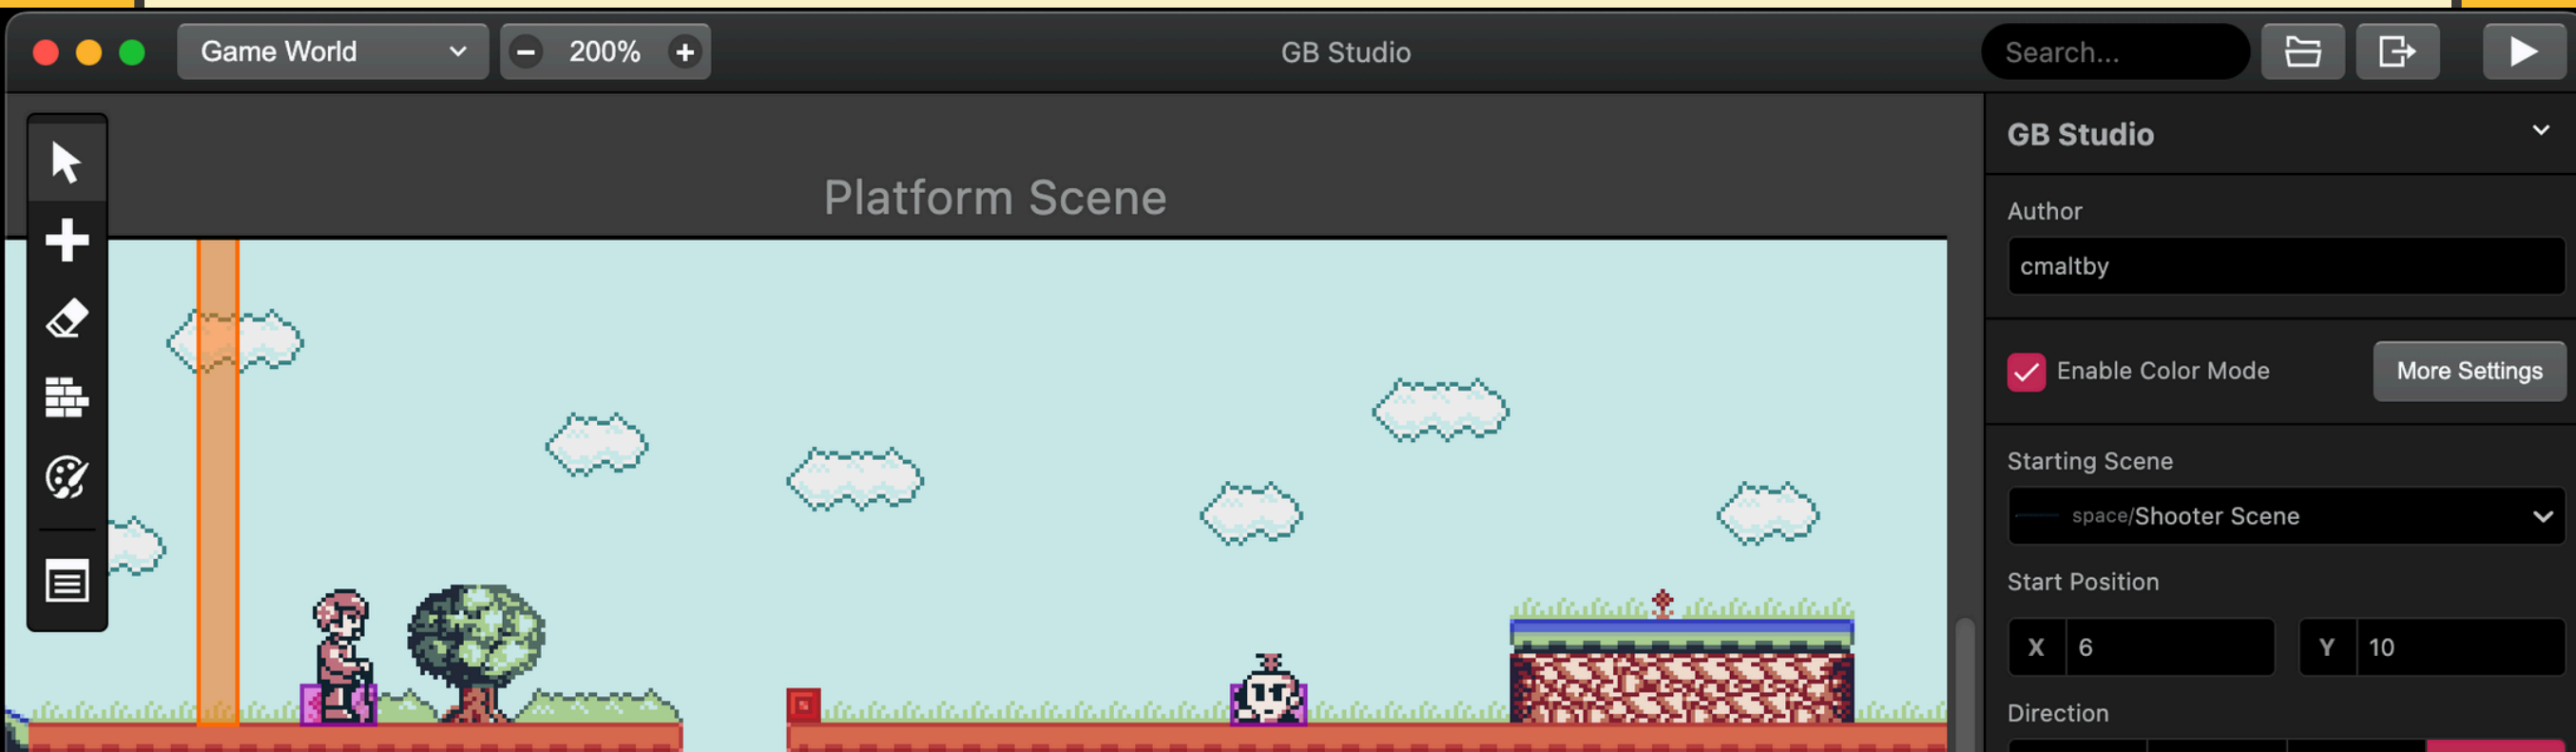 Game World
200%
GB Studio
Search...
Platform Scene
GB Studio
Author
cmaltby
Enable Color Mode
More Settings
Starting Scene
space/Shooter Scene
Start Position
X 6
Y 10
Direction